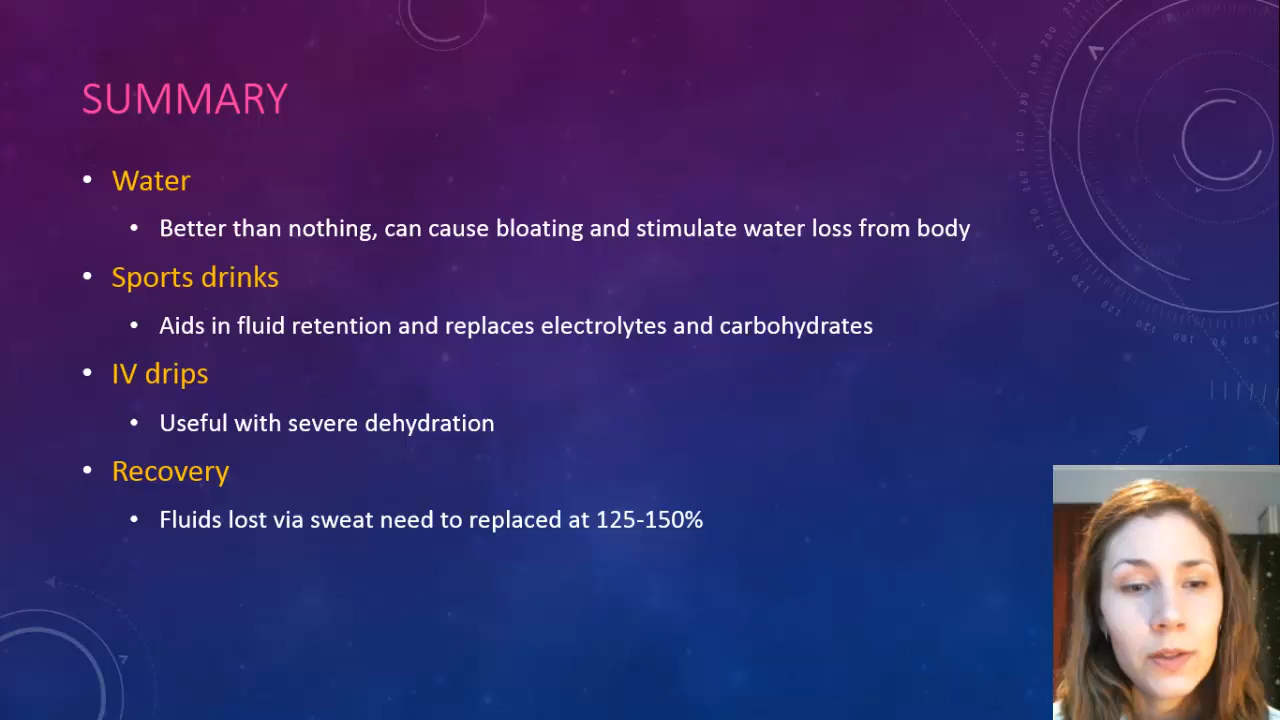 SUMMARY
• Water
• Better than nothing, can cause bloating and stimulate water loss from body
• Sports drinks
• Aids in fluid retention and replaces electrolytes and carbohydrates
• IV drips
• Useful with severe dehydration
• Recovery
• Fluids lost via sweat need to replaced at 125-150%